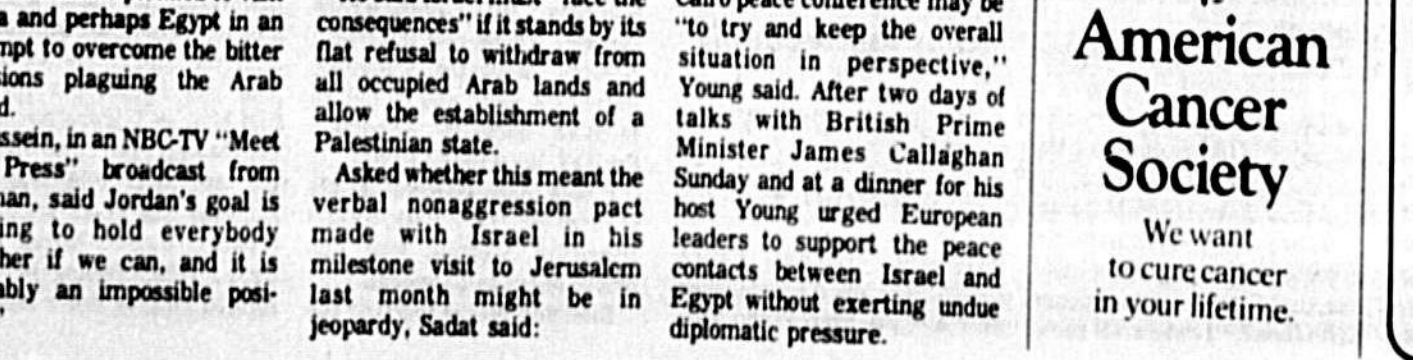 a and perhaps Egypt in an
mpt to overcome the bitter
sions plaguing the Arab
d.
ssein, in an NBC-TV "Meet
Press" broadcast from
man, said Jordan's goal is
ing to hold everybody
her if we can, and it is
ably an impossible posi-
"
consequences" if it stands by its
flat refusal to withdraw from
all occupied Arab lands and
allow the establishment of a
Palestinian state.
Asked whether this meant the
verbal nonaggression pact
made with Israel in his
milestone visit to Jerusalem
last month might be in
jeopardy, Sadat said:
Cairo peace conference may be
"to try and keep the overall
situation in perspective,"
Young said. After two days of
talks with British Prime
Minister James Callaghan
Sunday and at a dinner for his
host Young urged European
leaders to support the peace
contacts between Israel and
Egypt without exerting undue
diplomatic pressure.
American
Cancer
Society
We want
to cure cancer
in your lifetime.